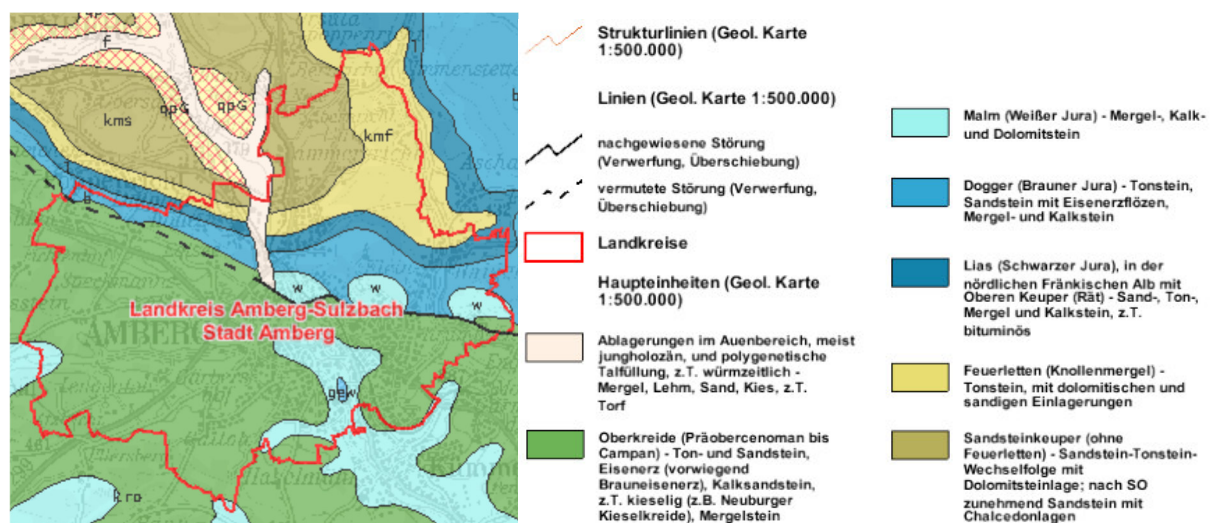 f
qpG
qpG
kms
kmf
379
B
w
w
w
Landkreis Amberg-Sulzbach
Stadt Amberg
AMBERG
gew
kro
Strukturlinien (Geol. Karte
1:500.000)
Linien (Geol. Karte 1:500.000)
nachgewiesene Störung
(Verwerfung, Überschiebung)
vermutete Störung (Verwerfung,
Überschiebung)
Landkreise
Haupteinheiten (Geol. Karte
1:500.000)
Ablagerungen im Auenbereich, meist
jungholozän, und polygenetische
Talfüllung, z.T. würmzeitlich -
Mergel, Lehm, Sand, Kies, z.T.
Torf
Oberkreide (Präobercenoman bis
Campan) - Ton- und Sandstein,
Eisenerz (vorwiegend
Brauneisenerz), Kalksandstein,
z.T. kieselig (z.B. Neuburger
Kieselkreide), Mergelstein
Malm (Weißer Jura) - Mergel-, Kalk-
und Dolomitstein
Dogger (Brauner Jura) - Tonstein,
Sandstein mit Eisenerzflözen,
Mergel- und Kalkstein
Lias (Schwarzer Jura), in der
nördlichen Fränkischen Alb mit
Oberen Keuper (Rät) - Sand-, Ton-,
Mergel und Kalkstein, z.T.
bituminös
Feuerletten (Knollenmergel) -
Tonstein, mit dolomitischen und
sandigen Einlagerungen
Sandsteinkeuper (ohne
Feuerletten) - Sandstein-Tonstein-
Wechselfolge mit
Dolomitsteinlage; nach SO
zunehmend Sandstein mit
Chalcedonlagen